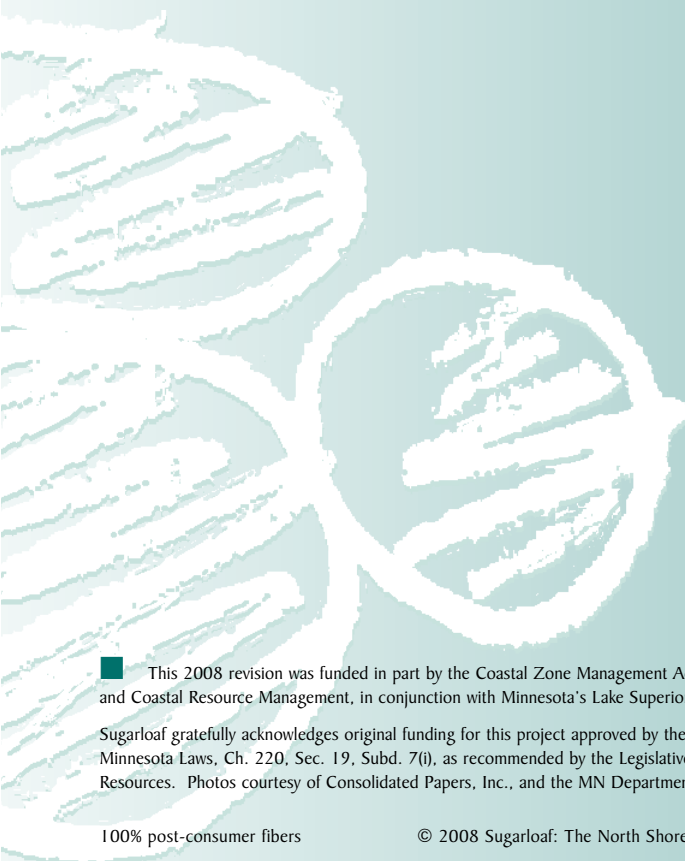 This 2008 revision was funded in part by the Coastal Zone Management A
and Coastal Resource Management, in conjunction with Minnesota's Lake Superio
Sugarloaf gratefully acknowledges original funding for this project approved by the
Minnesota Laws, Ch. 220, Sec. 19, Subd. 7(i), as recommended by the Legislative
Resources. Photos courtesy of Consolidated Papers, Inc., and the MN Departme
100% post-consumer fibers © 2008 Sugarloaf: The North Shore